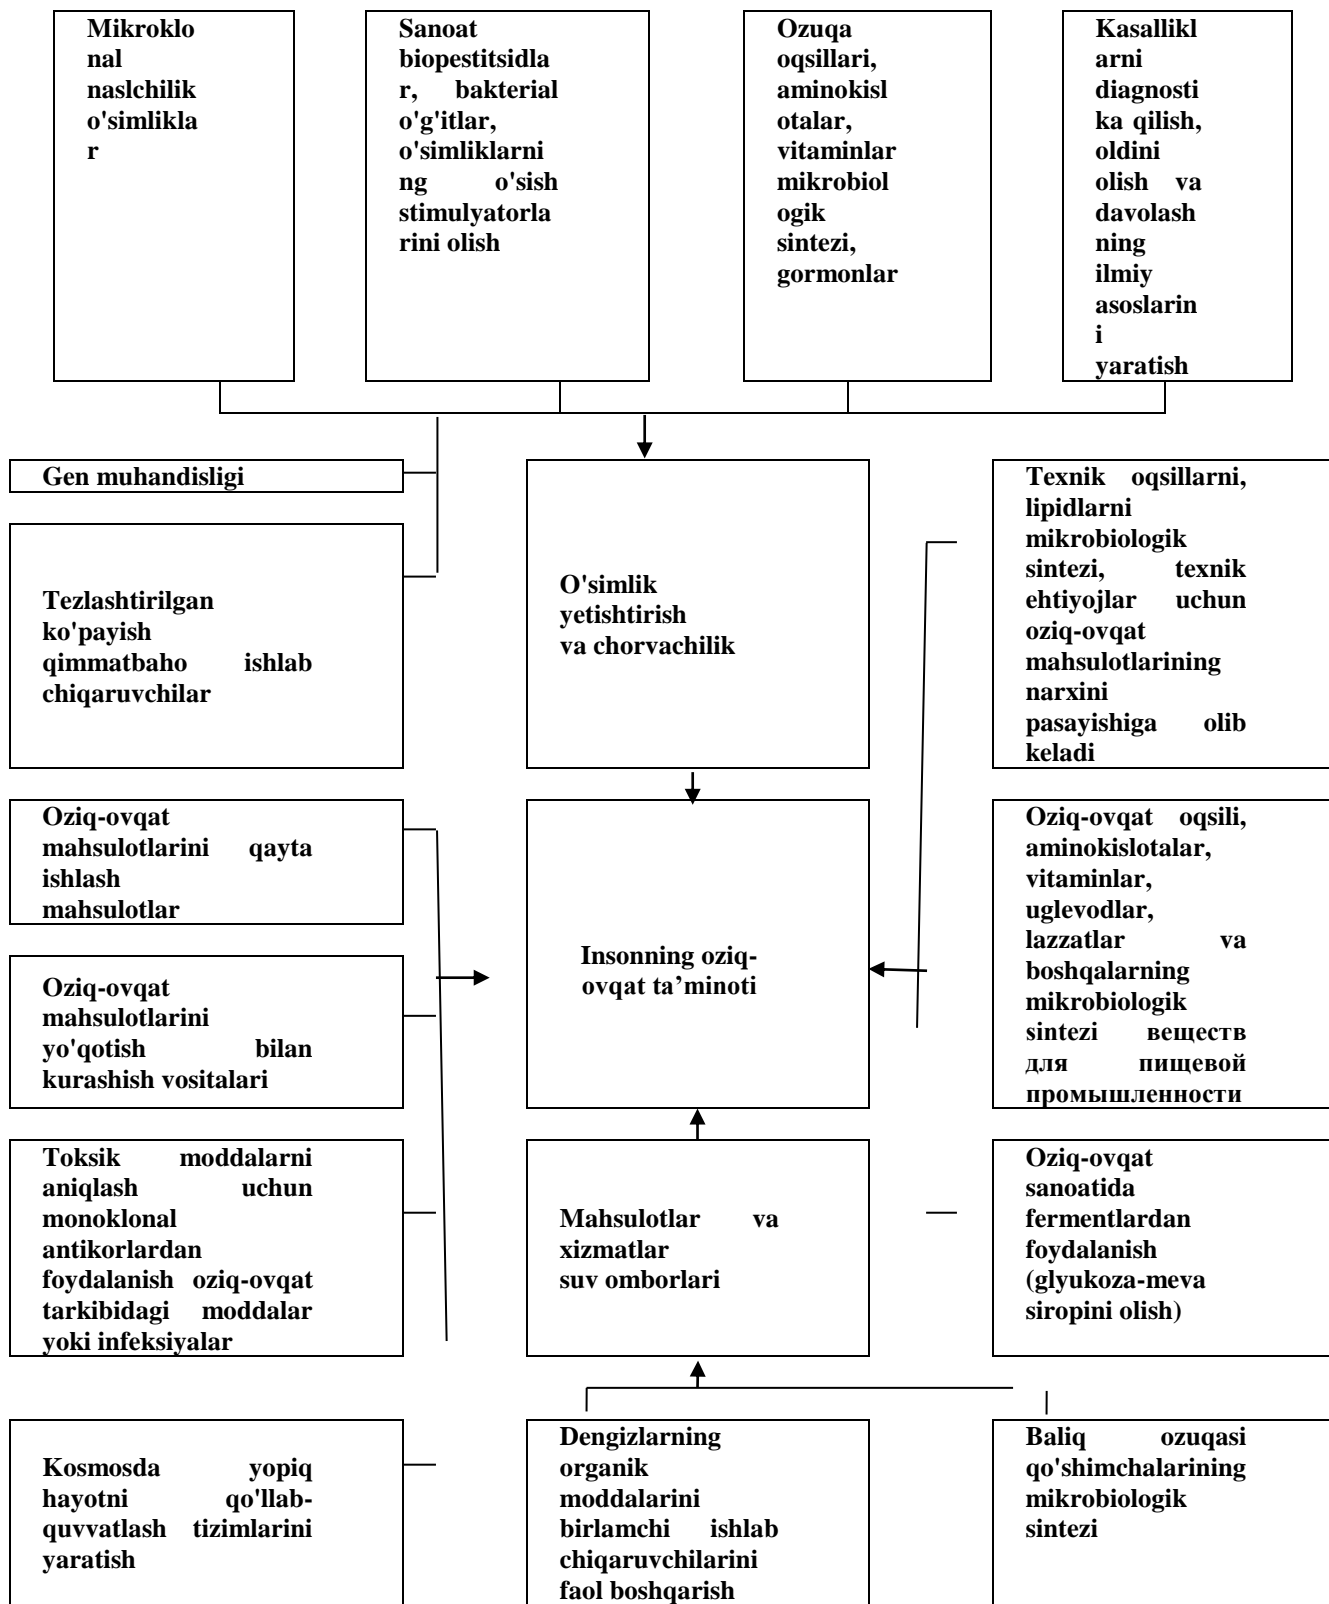 Mikroklo
nal
naslchilik
o'simlikla
r
Sanoat
biopestitsidla
r, bakterial
o'g'itlar,
o'simliklarni
ng o'sish
stimulyatorla
rini olish
Ozuqa
oqsillari,
aminokisl
otalar,
vitaminlar
mikrobiol
ogik
sintezi,
gormonlar
Kasallikl
arni
diagnosti
ka qilish,
oldini
olish va
davolash
ning
ilmiy
asoslarin
i
yaratish
Gen muhandisligi
Tezlashtirilgan
ko'payish
qimmatbaho ishlab
chiqaruvchilar
O'simlik
yetishtirish
va chorvachilik
Texnik oqsillarni,
lipidlarni
mikrobiologik
sintezi, texnik
ehtiyojlar uchun
oziq-ovqat
mahsulotlarining
narxini
pasayishiga olib
keladi
Oziq-ovqat
mahsulotlarini qayta
ishlash
mahsulotlar
Oziq-ovqat
mahsulotlarini
yo'qotish bilan
kurashish vositalari
Insonning oziq-
ovqat ta’minoti
Oziq-ovqat oqsili,
aminokislotalar,
vitaminlar,
uglevodlar,
lazzatlar va
boshqalarning
mikrobiologik
sintezi веществ
для пищевой
промышленности
Toksik moddalarni
aniqlash uchun
monoklonal
antikorlardan
foydalanish oziq-ovqat
tarkibidagi moddalar
yoki infeksiyalar
Mahsulotlar va
xizmatlar
suv omborlari
Oziq-ovqat
sanoatida
fermentlardan
foydalanish
(glyukoza-meva
siropini olish)
Kosmosda yopiq
hayotni qo'llab-
quvvatlash tizimlarini
yaratish
Dengizlarning
organik
moddalarini
birlamchi ishlab
chiqaruvchilarini
faol boshqarish
Baliq ozuqasi
qo'shimchalarining
mikrobiologik
sintezi